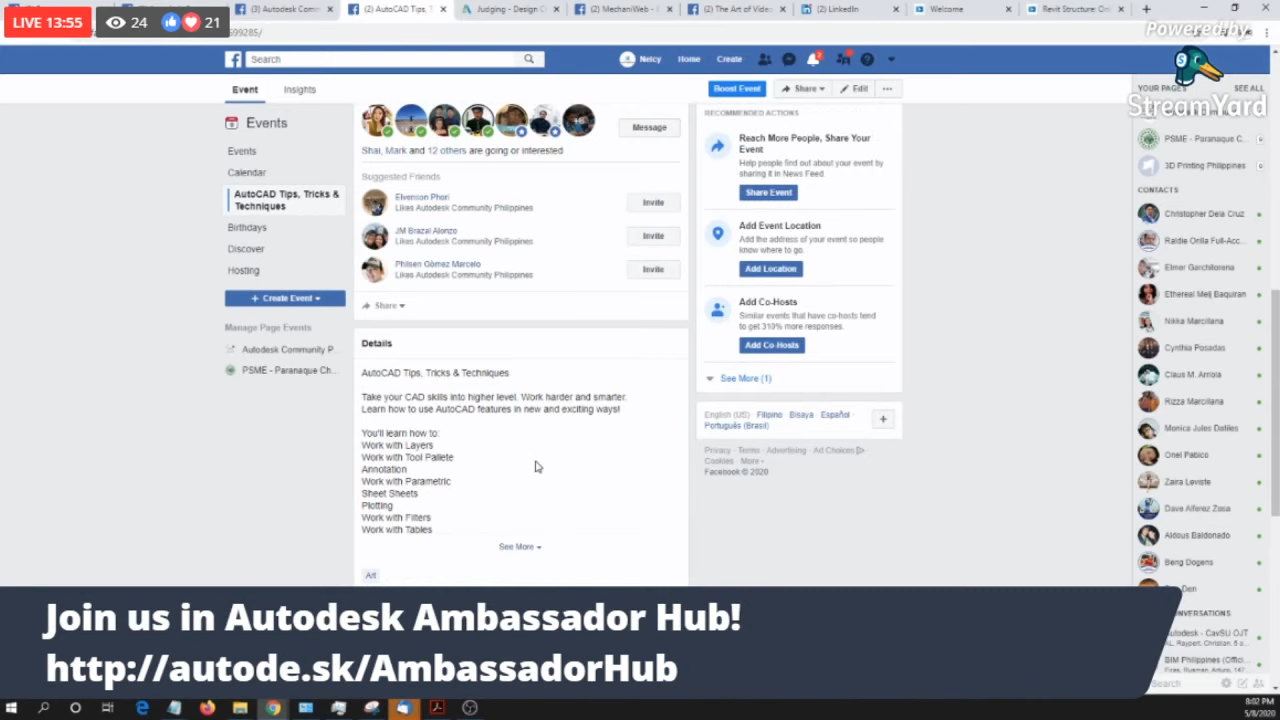 LIVE 13:55 24 21
(3) Autodesk Comm
(2) AutoCAD Tips, T
Judging - Design C
(2) MechaniWeb -
(2) The Art of Video
(2) LinkedIn
Welcome
Revit Structure: On
699285/
Powered by
StreamYard
Search
Nelcy Home Create
Event Insights
Boost Event Share Edit
Events
Events
Calendar
AutoCAD Tips, Tricks &
Techniques
Birthdays
Discover
Hosting
+ Create Event
Manage Page Events
Autodesk Community P...
PSME - Paranaque Ch...
Message
Shai, Mark and 12 others are going or interested
Suggested Friends
Elvenson Phori
Likes Autodesk Community Philippines
Invite
JM Brazal Alonzo
Likes Autodesk Community Philippines
Invite
Philsen Gómez Marcelo
Likes Autodesk Community Philippines
Invite
Share
Details
AutoCAD Tips, Tricks & Techniques
Take your CAD skills into higher level. Work harder and smarter.
Learn how to use AutoCAD features in new and exciting ways!
You'll learn how to:
Work with Layers
Work with Tool Pallete
Annotation
Work with Parametric
Sheet Sheets
Plotting
Work with Filters
Work with Tables
See More
Art
RECOMMENDED ACTIONS
Reach More People, Share Your
Event
Help people find out about your event by
sharing it in News Feed.
Share Event
Add Event Location
Add the address of your event so people
know where to go.
Add Location
Add Co-Hosts
Similar events that have co-hosts tend
to get 310% more responses.
Add Co-Hosts
See More (1)
English (US) · Filipino · Bisaya · Español ·
Português (Brasil)
Privacy · Terms · Advertising · Ad Choices
Cookies · More
Facebook © 2020
YOUR PAGES SEE ALL
PSME - Paranaque C...
3D Printing Philippines
CONTACTS
Christopher Dela Cruz
Raldie Orilla Full-Acc...
Elmer Garchitorena
Ethereal Meij Baquiran
Nikka Marcillana
Cynthia Posadas
Claus M. Arriola
Rizza Marcillana
Monica Jules Datiles
Onel Pabico
Zaira Leviste
Dave Alferez Zosa
Aldous Baldonado
Beng Dogens
Den
CONVERSATIONS
Autodesk - CavSU OJT
AL, Raypert, Christian, 5 o...
BIM Philippines (Offici...
Search
Join us in Autodesk Ambassador Hub!
http://autode.sk/AmbassadorHub
8:02 PM
5/8/2020